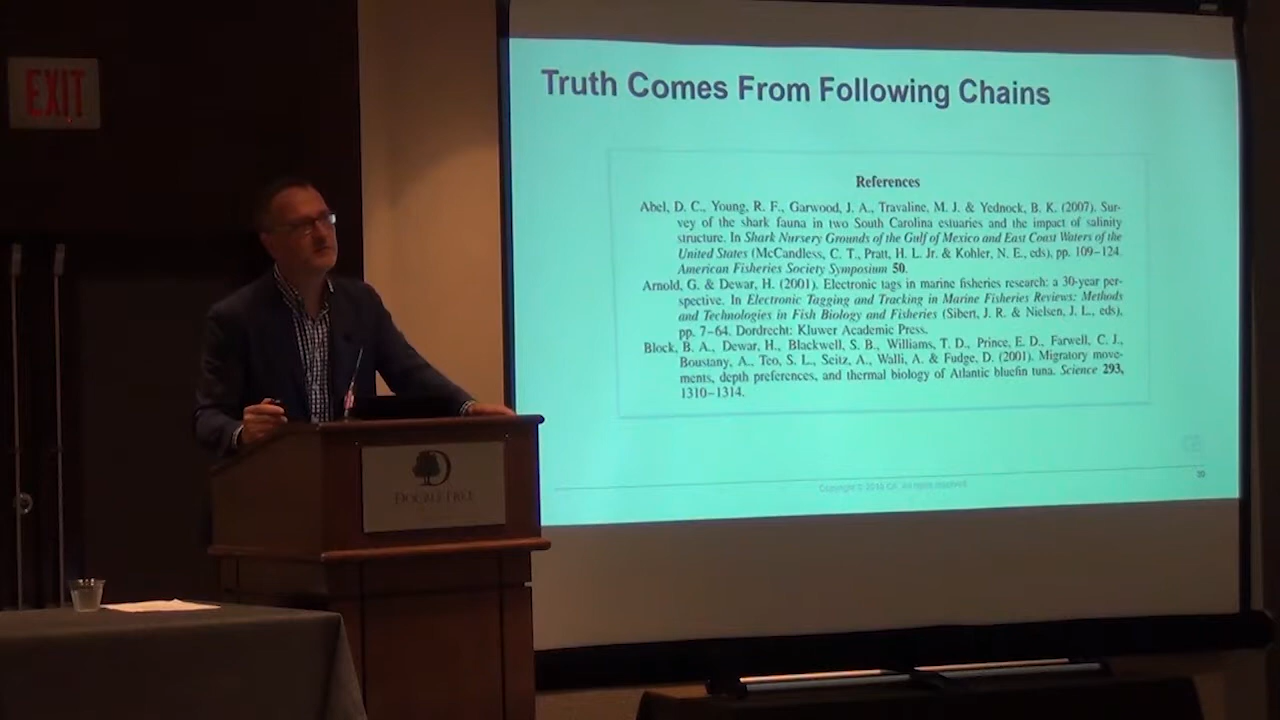 EXIT
Truth Comes From Following Chains
References
Abel, D. C., Young, R. F., Garwood, J. A., Travaline, M. J. & Yednock, B. K. (2007). Sur-
vey of the shark fauna in two South Carolina estuaries and the impact of salinity
structure. In Shark Nursery Grounds of the Gulf of Mexico and East Coast Waters of the
United States (McCandless, C. T., Pratt, H. L. Jr. & Kohler, N. E., eds), pp. 109–124.
American Fisheries Society Symposium 50.
Arnold, G. & Dewar, H. (2001). Electronic tags in marine fisheries research: a 30-year per-
spective. In Electronic Tagging and Tracking in Marine Fisheries Reviews: Methods
and Technologies in Fish Biology and Fisheries (Sibert, J. R. & Nielsen, J. L., eds),
pp. 7–64. Dordrecht: Kluwer Academic Press.
Block, B. A., Dewar, H., Blackwell, S. B., Williams, T. D., Prince, E. D., Farwell, C. J.,
Boustany, A., Teo, S. L., Seitz, A., Walli, A. & Fudge, D. (2001). Migratory move-
ments, depth preferences, and thermal biology of Atlantic bluefin tuna. Science 293,
1310–1314.
Copyright © CA. All rights reserved.
D
DOUBLETREE